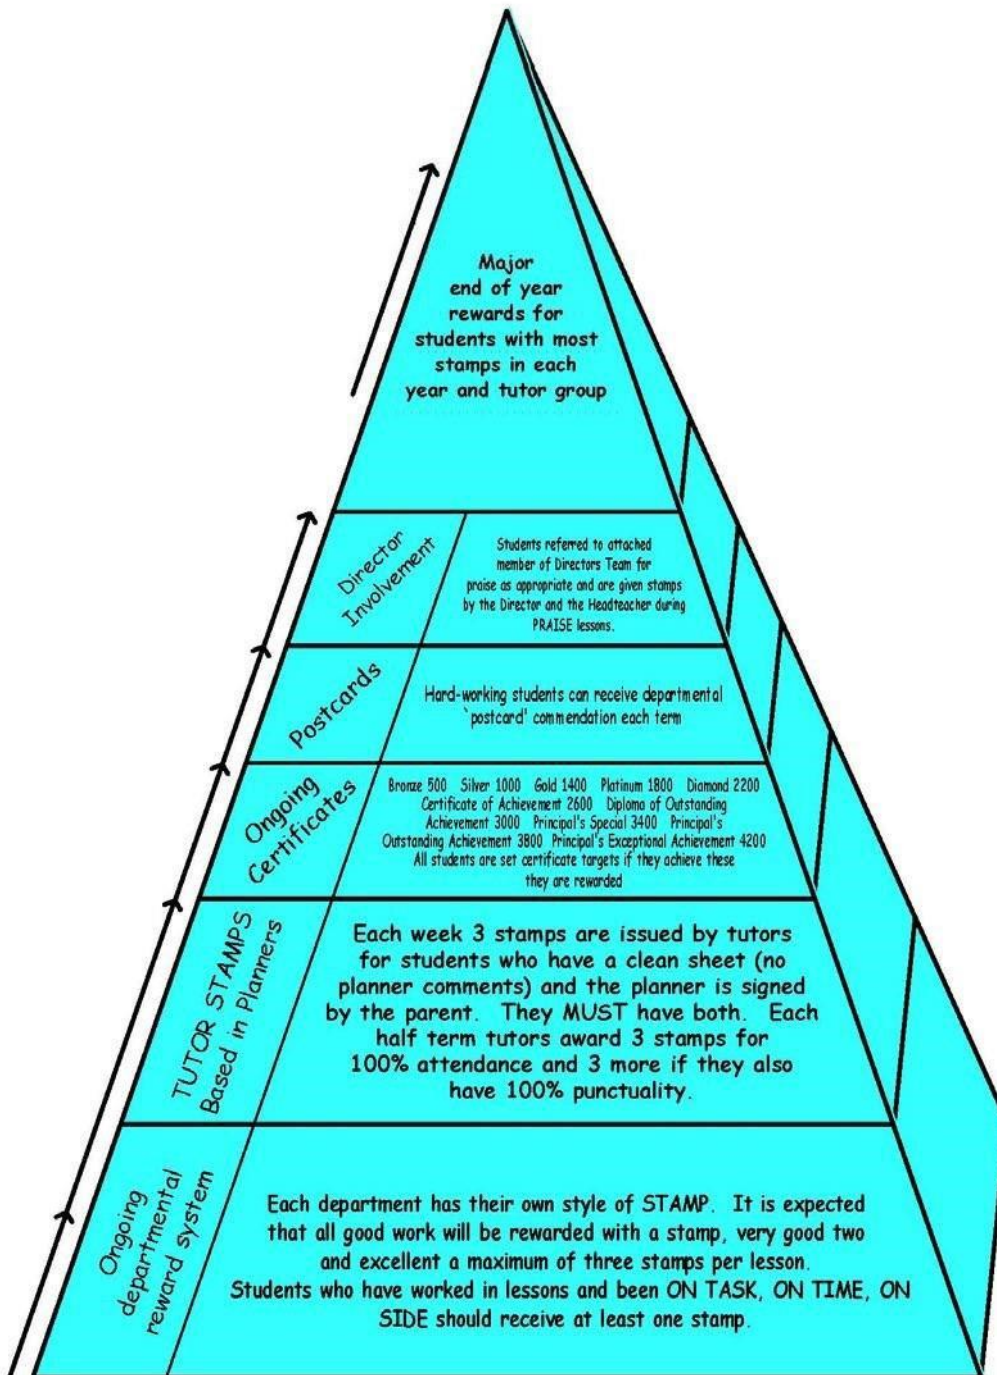 Major
end of year
rewards for
students with most
stamps in each
year and tutor group
Director
Involvement
Students referred to attached
member of Directors Team for
praise as appropriate and are given stamps
by the Director and the Headteacher during
PRAISE lessons.
Postcards
Hard-working students can receive departmental
`postcard' commendation each term
Ongoing
Certificates
Bronze 500 Silver 1000 Gold 1400 Platinum 1800 Diamond 2200
Certificate of Achievement 2600 Diploma of Outstanding
Achievement 3000 Principal's Special 3400 Principal's
Outstanding Achievement 3800 Principal's Exceptional Achievement 4200
All students are set certificate targets if they achieve these
they are rewarded
TUTOR STAMPS
Based in Planners
Each week 3 stamps are issued by tutors
for students who have a clean sheet (no
planner comments) and the planner is signed
by the parent. They MUST have both. Each
half term tutors award 3 stamps for
100% attendance and 3 more if they also
have 100% punctuality.
Ongoing
departmental
reward system
Each department has their own style of STAMP. It is expected
that all good work will be rewarded with a stamp, very good two
and excellent a maximum of three stamps per lesson.
Students who have worked in lessons and been ON TASK, ON TIME, ON
SIDE should receive at least one stamp.